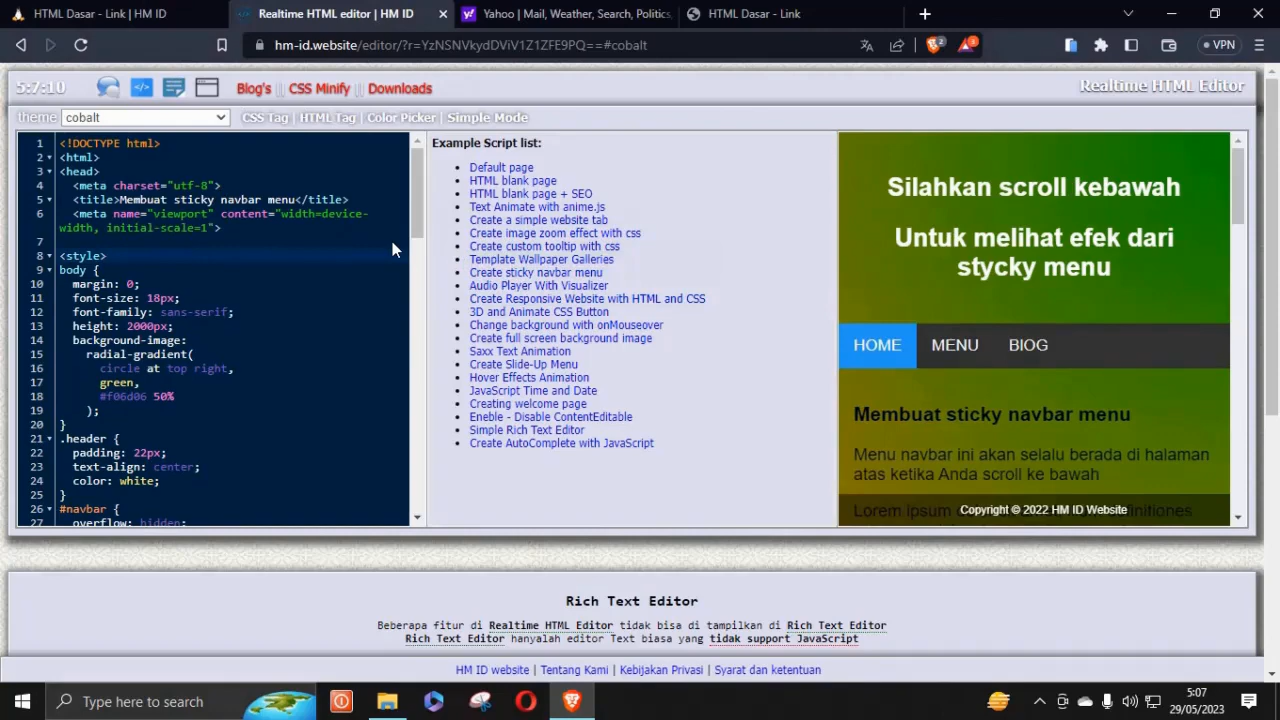 HTML Dasar - Link | HM ID
Realtime HTML editor | HM ID
Yahoo | Mail, Weather, Search, Politics,
HTML Dasar - Link
hm-id.website/editor/?r=YzNSNVkydDViV1Z1ZFE9PQ==#cobalt
2
VPN
5:7:10
Blog's || CSS Minify || Downloads
Realtime HTML Editor
theme
cobalt
CSS Tag | HTML Tag | Color Picker | Simple Mode
1 <!DOCTYPE html>
2 <html>
3 <head>
4 <meta charset="utf-8">
5 <title>Membuat sticky navbar menu</title>
6 <meta name="viewport" content="width=device-
width, initial-scale=1">
7
8 <style>
9 body {
10 margin: 0;
11 font-size: 18px;
12 font-family: sans-serif;
13 height: 2000px;
14 background-image:
15 radial-gradient(
16 circle at top right,
17 green,
18 #f06d06 50%
19 );
20 }
21 .header {
22 padding: 22px;
23 text-align: center;
24 color: white;
25 }
26 #navbar {
27 overflow: hidden;
Example Script list:
Default page
HTML blank page
HTML blank page + SEO
Text Animate with anime.js
Create a simple website tab
Create image zoom effect with css
Create custom tooltip with css
Template Wallpaper Galleries
Create sticky navbar menu
Audio Player With Visualizer
Create Responsive Website with HTML and CSS
3D and Animate CSS Button
Change background with onMouseover
Create full screen background image
Saxx Text Animation
Create Slide-Up Menu
Hover Effects Animation
JavaScript Time and Date
Creating welcome page
Eneble - Disable ContentEditable
Simple Rich Text Editor
Create AutoComplete with JavaScript
Silahkan scroll kebawah
Untuk melihat efek dari
stycky menu
HOME MENU BlOG
Membuat sticky navbar menu
Menu navbar ini akan selalu berada di halaman
atas ketika Anda scroll ke bawah
Lorem ipsum
Copyright © 2022 HM ID Website
Rich Text Editor
Beberapa fitur di Realtime HTML Editor tidak bisa di tampilkan di Rich Text Editor
Rich Text Editor hanyalah editor Text biasa yang tidak support JavaScript
HM ID website | Tentang Kami | Kebijakan Privasi | Syarat dan ketentuan
Type here to search
5:07
29/05/2023